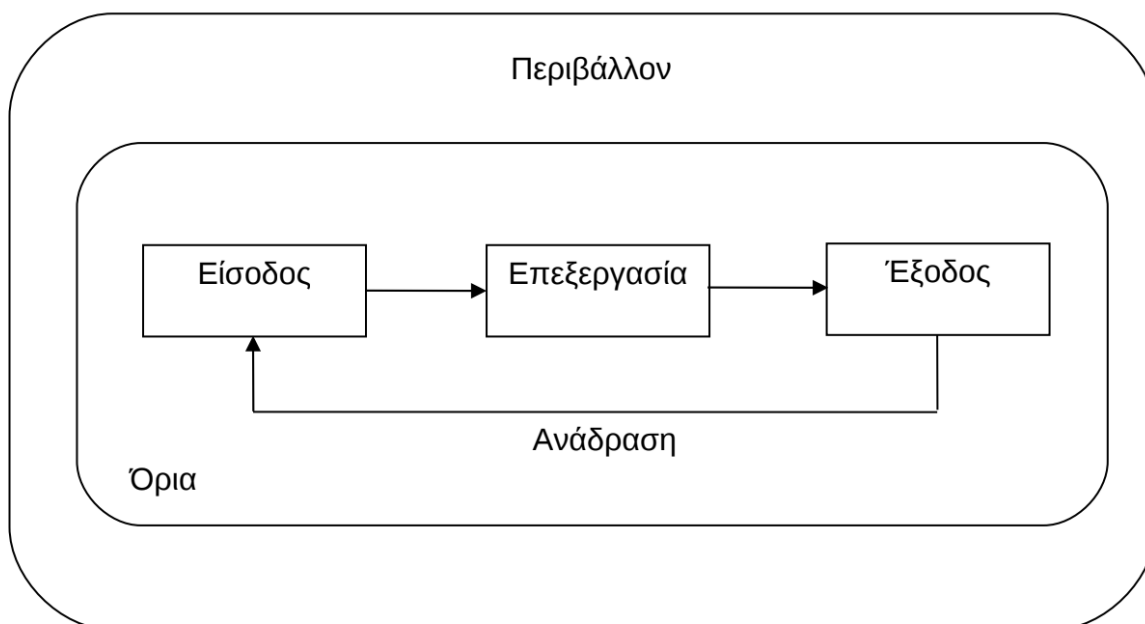 Περιβάλλον
Είσοδος
Επεξεργασία
Έξοδος
Ανάδραση
Όρια